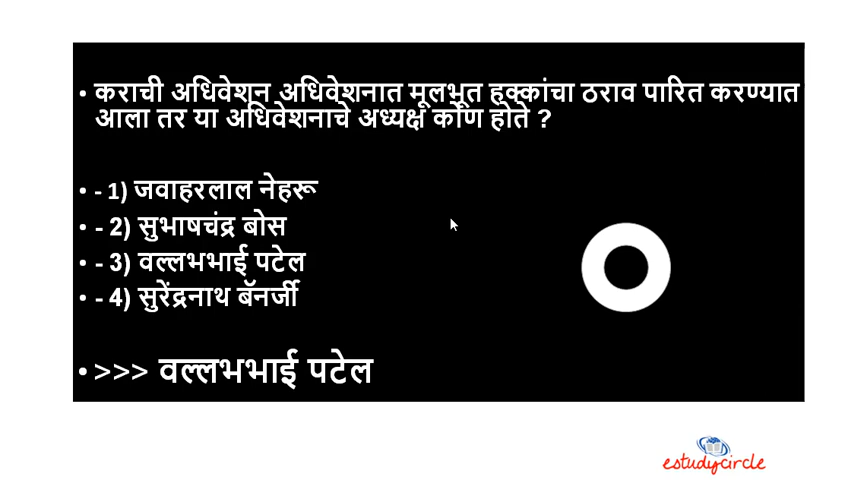 • कराची अधिवेशन अधिवेशनात मूलभूत हक्कांचा ठराव पारित करण्यात
आला तर या अधिवेशनाचे अध्यक्ष कोण होते ?
• - 1) जवाहरलाल नेहरू
• - 2) सुभाषचंद्र बोस
• - 3) वल्लभभाई पटेल
• - 4) सुरेंद्रनाथ बॅनर्जी
• >>> वल्लभभाई पटेल
estudycircle